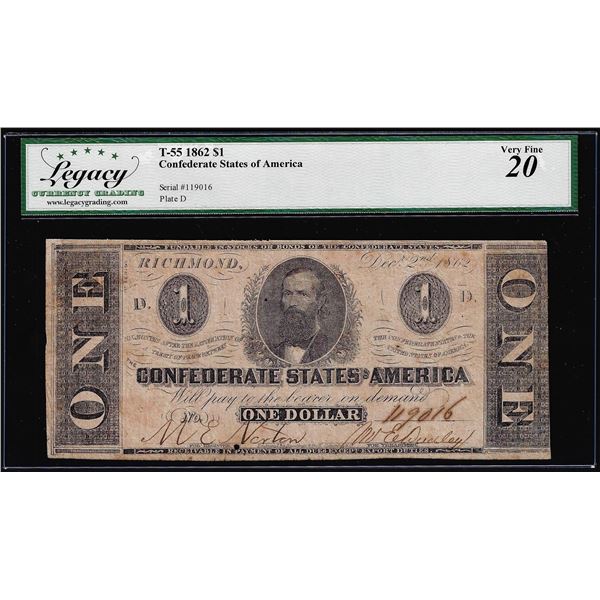 Legacy
CURRENCY GRADING
www.legacygrading.com
T-55 1862 $1
Confederate States of America
Serial #119016
Plate D
Very Fine
20
FUNDABLE IN STOCKS OR BONDS OF THE CONFEDERATE STATES.
RICHMOND, Decr. 2nd 1862
D. 1 1 D.
ONE
ONE
CONFEDERATE STATES OF AMERICA
Will pay to the bearer on demand
ONE DOLLAR
119016
RECEIVABLE IN PAYMENT OF ALL DUES EXCEPT EXPORT DUTIES.